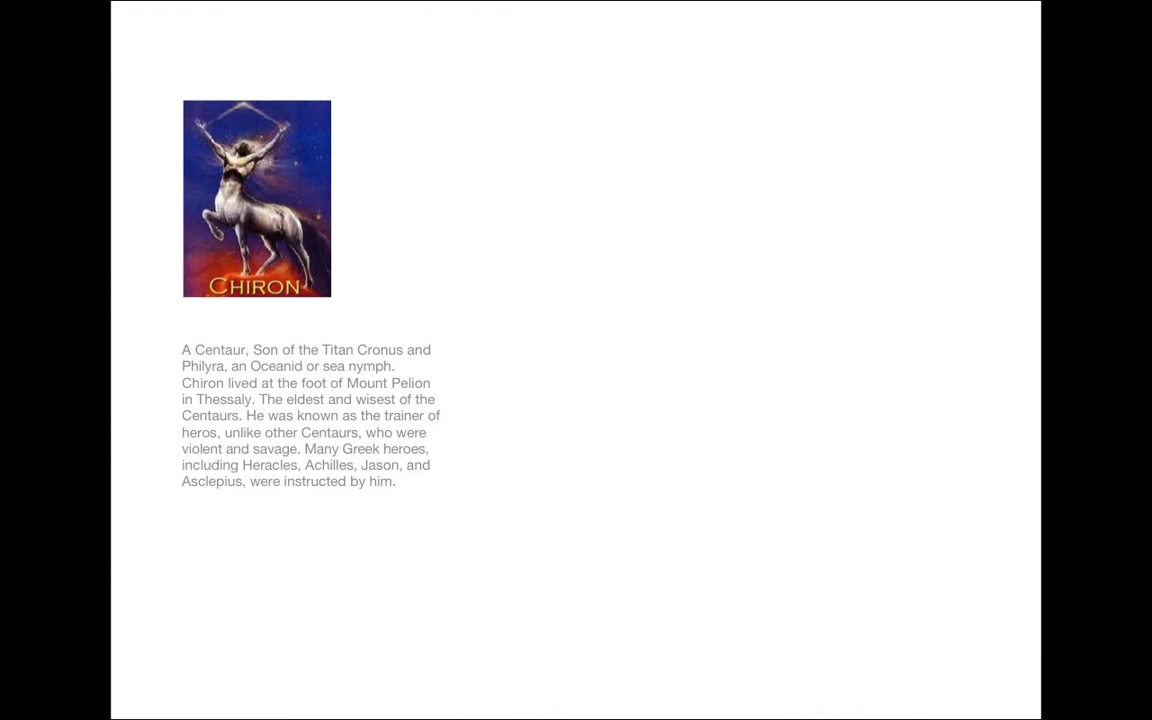 CHIRON
A Centaur, Son of the Titan Cronus and
Philyra, an Oceanid or sea nymph.
Chiron lived at the foot of Mount Pelion
in Thessaly. The eldest and wisest of the
Centaurs. He was known as the trainer of
heros, unlike other Centaurs, who were
violent and savage. Many Greek heroes,
including Heracles, Achilles, Jason, and
Asclepius, were instructed by him.